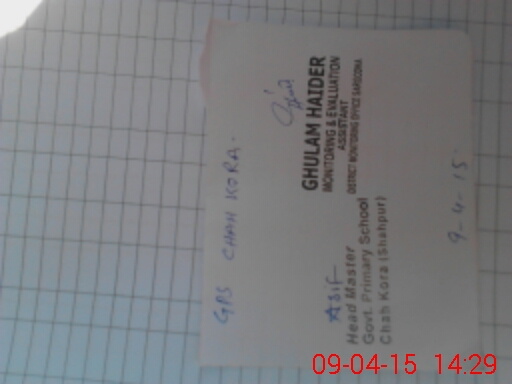 GPS CHAH KORA.
GHULAM HAIDER
MONITORING & EVALUATION
ASSISTANT
DISTRICT MONITORING OFFICE SARGODHA
ASIF
Head Master
Govt. Primary School
Chah Kora (Shahpur)
9-4-15
09-04-15 14:29